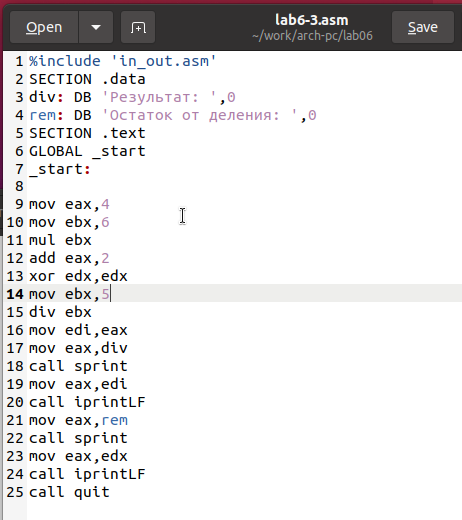 Open
lab6-3.asm
~/work/arch-pc/lab06
Save
1 %include 'in_out.asm'
2 SECTION .data
3 div: DB 'Результат: ',0
4 rem: DB 'Остаток от деления: ',0
5 SECTION .text
6 GLOBAL _start
7 _start:
8
9 mov eax,4
10 mov ebx,6
11 mul ebx
12 add eax,2
13 xor edx,edx
14 mov ebx,5
15 div ebx
16 mov edi,eax
17 mov eax,div
18 call sprint
19 mov eax,edi
20 call iprintLF
21 mov eax,rem
22 call sprint
23 mov eax,edx
24 call iprintLF
25 call quit